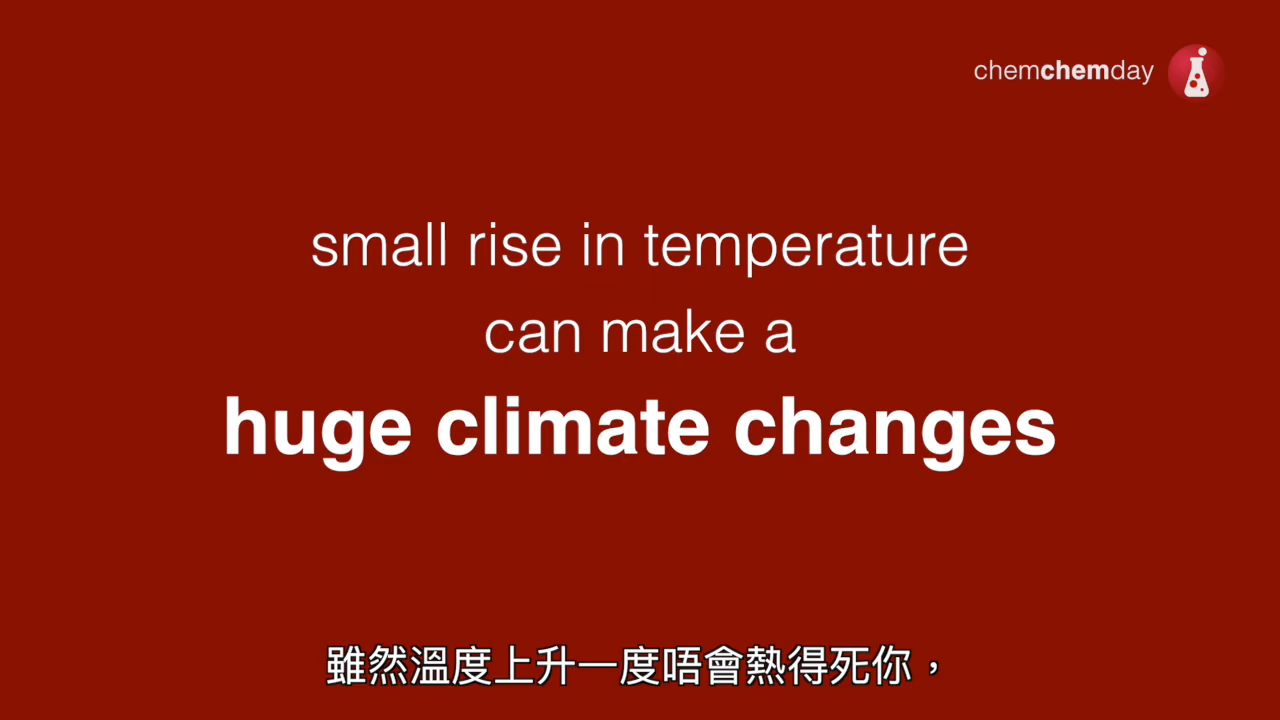 chemchemday
small rise in temperature
can make a
huge climate changes
雖然溫度上升一度唔會熱得死你，